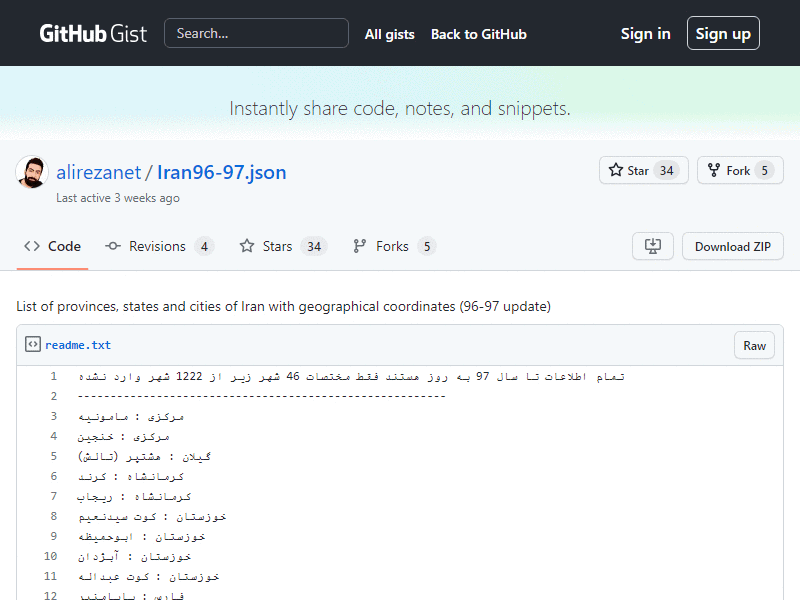 GitHub Gist
Search...
All gists
Back to GitHub
Sign in
Sign up
Instantly share code, notes, and snippets.
alirezanet / Iran96-97.json
Last active 3 weeks ago
Star 34
Fork 5
Code
Revisions 4
Stars 34
Forks 5
Download ZIP
List of provinces, states and cities of Iran with geographical coordinates (96-97 update)
readme.txt
Raw
1 تمام اطلاعات تا سال 97 به روز هستند فقط مختصات 46 شهر زیر از 1222 شهر وارد نشده
2 --------------------------------------------------------
3 مرکزی : مامونیه
4 مرکزی : خنجین
5 گیلان : هشتپر (تالش)
6 کرمانشاه : کرند
7 کرمانشاه : ریجاب
8 خوزستان : کوت سیدنعیم
9 خوزستان : ابوحمیظه
10 خوزستان : آبژدان
11 خوزستان : کوت عبداله
12 فارس : بابامنیر